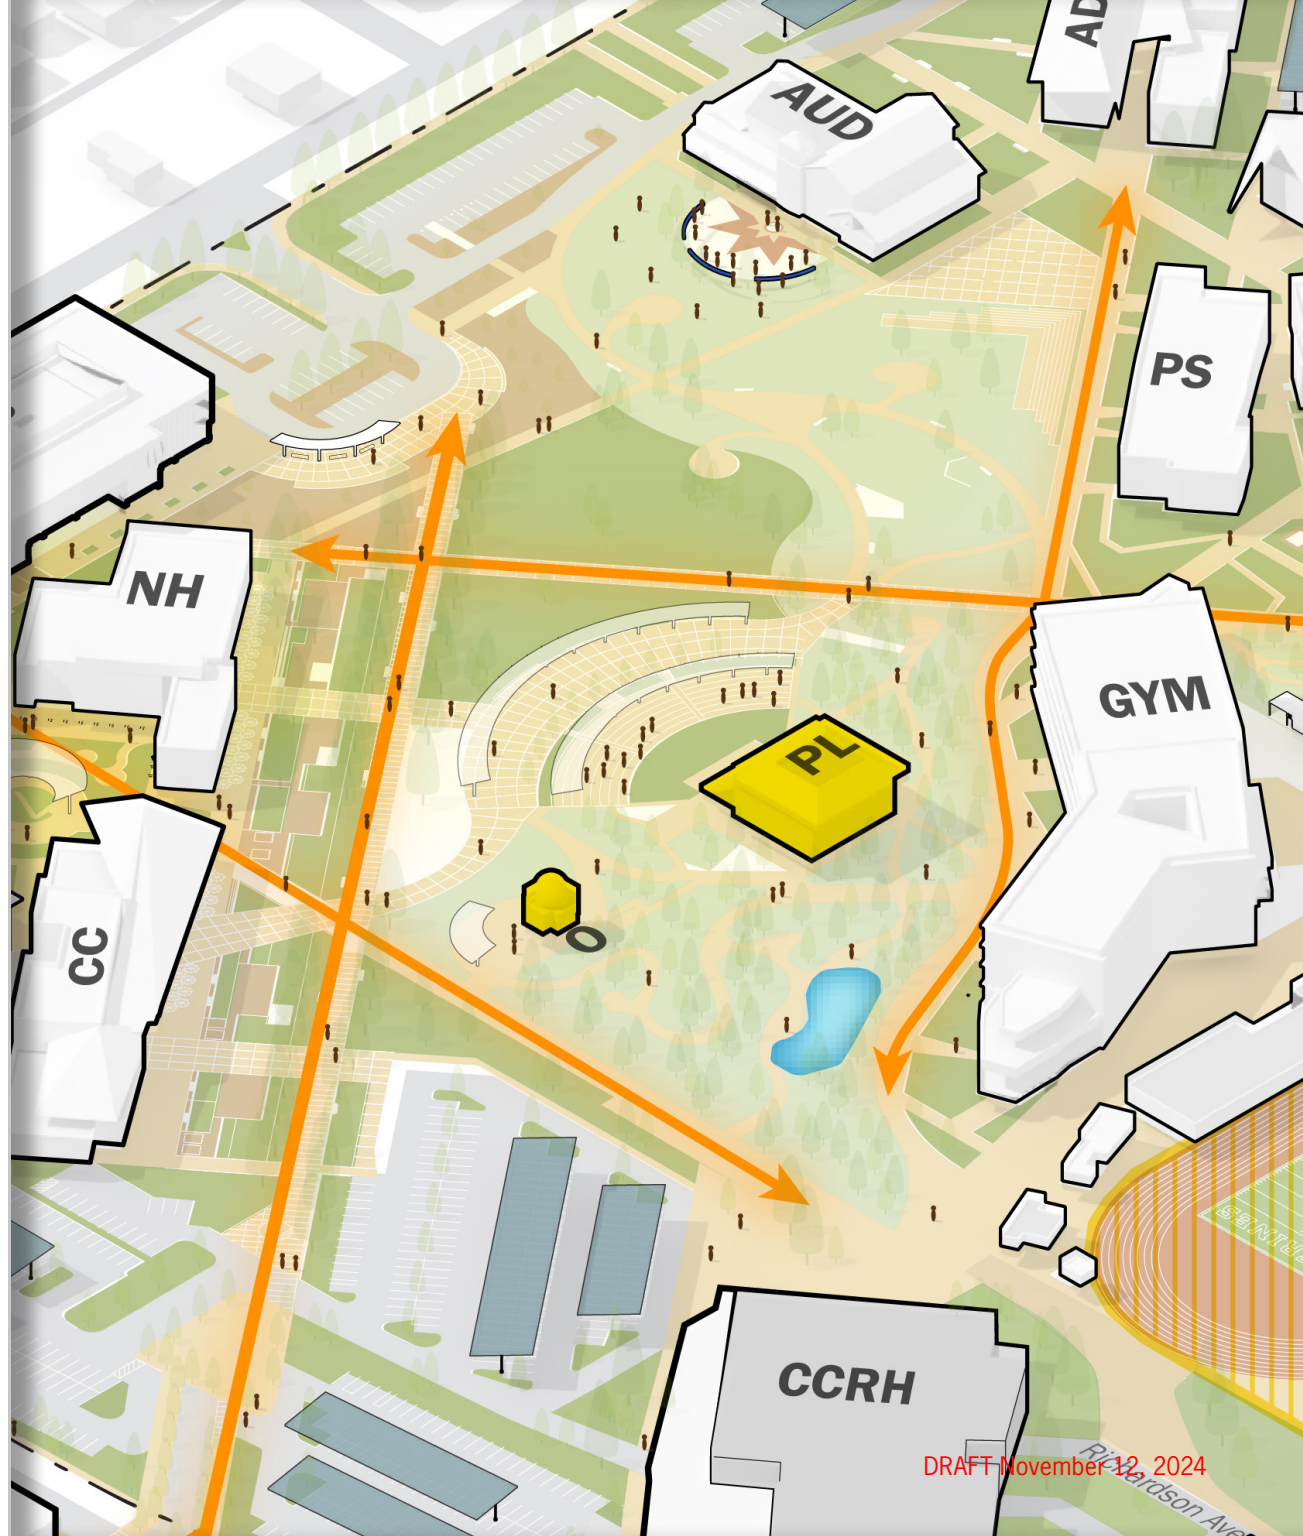 AD
AUD
PS
NH
GYM
PL
O
CC
CCRH
DRAFT November 12, 2024
Richardson Ave